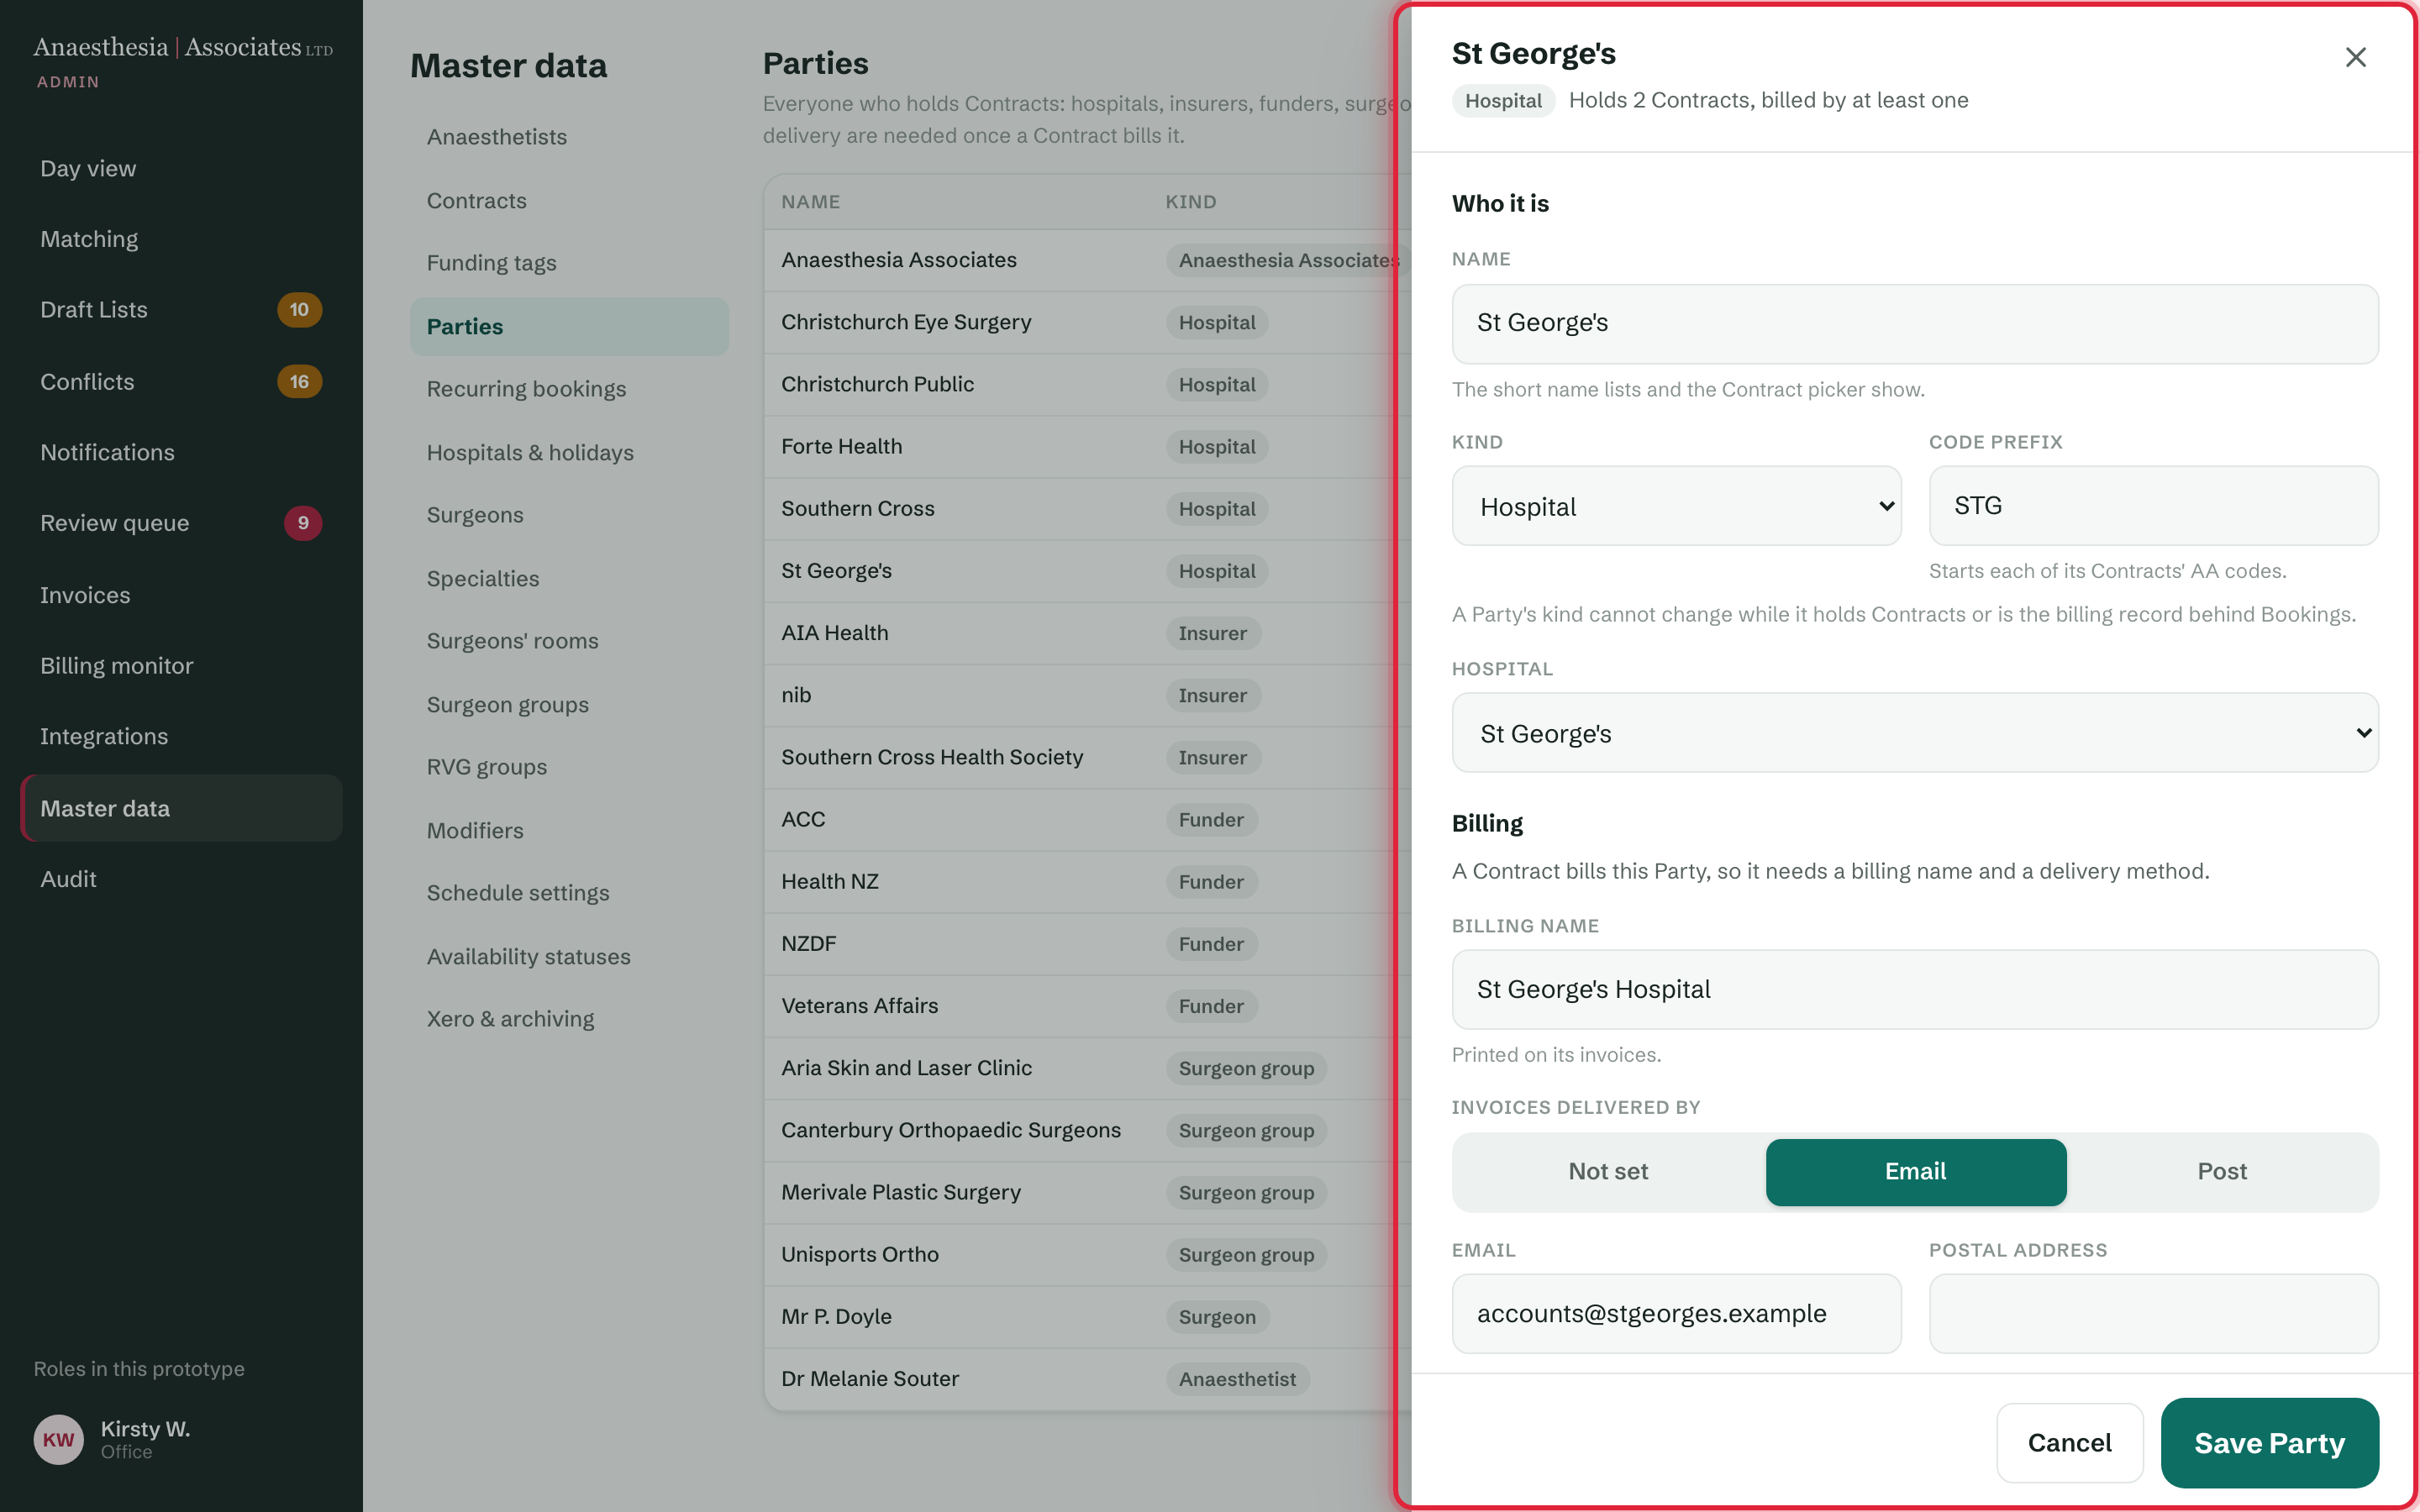 Anaesthesia | Associates LTD
ADMIN
Day view
Matching
Draft Lists 10
Conflicts 16
Notifications
Review queue 9
Invoices
Billing monitor
Integrations
Master data
Audit
Roles in this prototype
KW
Kirsty W.
Office
Master data
Anaesthetists
Contracts
Funding tags
Parties
Recurring bookings
Hospitals & holidays
Surgeons
Specialties
Surgeons' rooms
Surgeon groups
RVG groups
Modifiers
Schedule settings
Availability statuses
Xero & archiving
Parties
Everyone who holds Contracts: hospitals, insurers, funders, surgeo
delivery are needed once a Contract bills it.
NAME KIND
Anaesthesia Associates Anaesthesia Associates
Christchurch Eye Surgery Hospital
Christchurch Public Hospital
Forte Health Hospital
Southern Cross Hospital
St George's Hospital
AIA Health Insurer
nib Insurer
Southern Cross Health Society Insurer
ACC Funder
Health NZ Funder
NZDF Funder
Veterans Affairs Funder
Aria Skin and Laser Clinic Surgeon group
Canterbury Orthopaedic Surgeons Surgeon group
Merivale Plastic Surgery Surgeon group
Unisports Ortho Surgeon group
Mr P. Doyle Surgeon
Dr Melanie Souter Anaesthetist
St George's
Hospital Holds 2 Contracts, billed by at least one
Who it is
NAME
St George's
The short name lists and the Contract picker show.
KIND CODE PREFIX
Hospital STG
Starts each of its Contracts' AA codes.
A Party's kind cannot change while it holds Contracts or is the billing record behind Bookings.
HOSPITAL
St George's
Billing
A Contract bills this Party, so it needs a billing name and a delivery method.
BILLING NAME
St George's Hospital
Printed on its invoices.
INVOICES DELIVERED BY
Not set Email Post
EMAIL POSTAL ADDRESS
accounts@stgeorges.example
Cancel Save Party